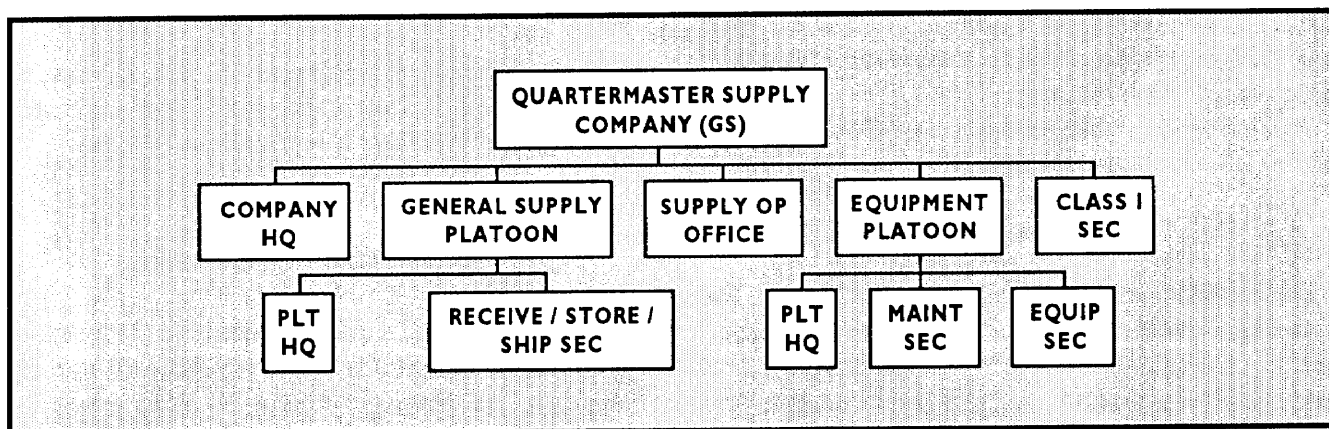 QUARTERMASTER SUPPLY
COMPANY (GS)
COMPANY
HQ
GENERAL SUPPLY
PLATOON
SUPPLY OP
OFFICE
EQUIPMENT
PLATOON
CLASS I
SEC
PLT
HQ
RECEIVE / STORE /
SHIP SEC
PLT
HQ
MAINT
SEC
EQUIP
SEC